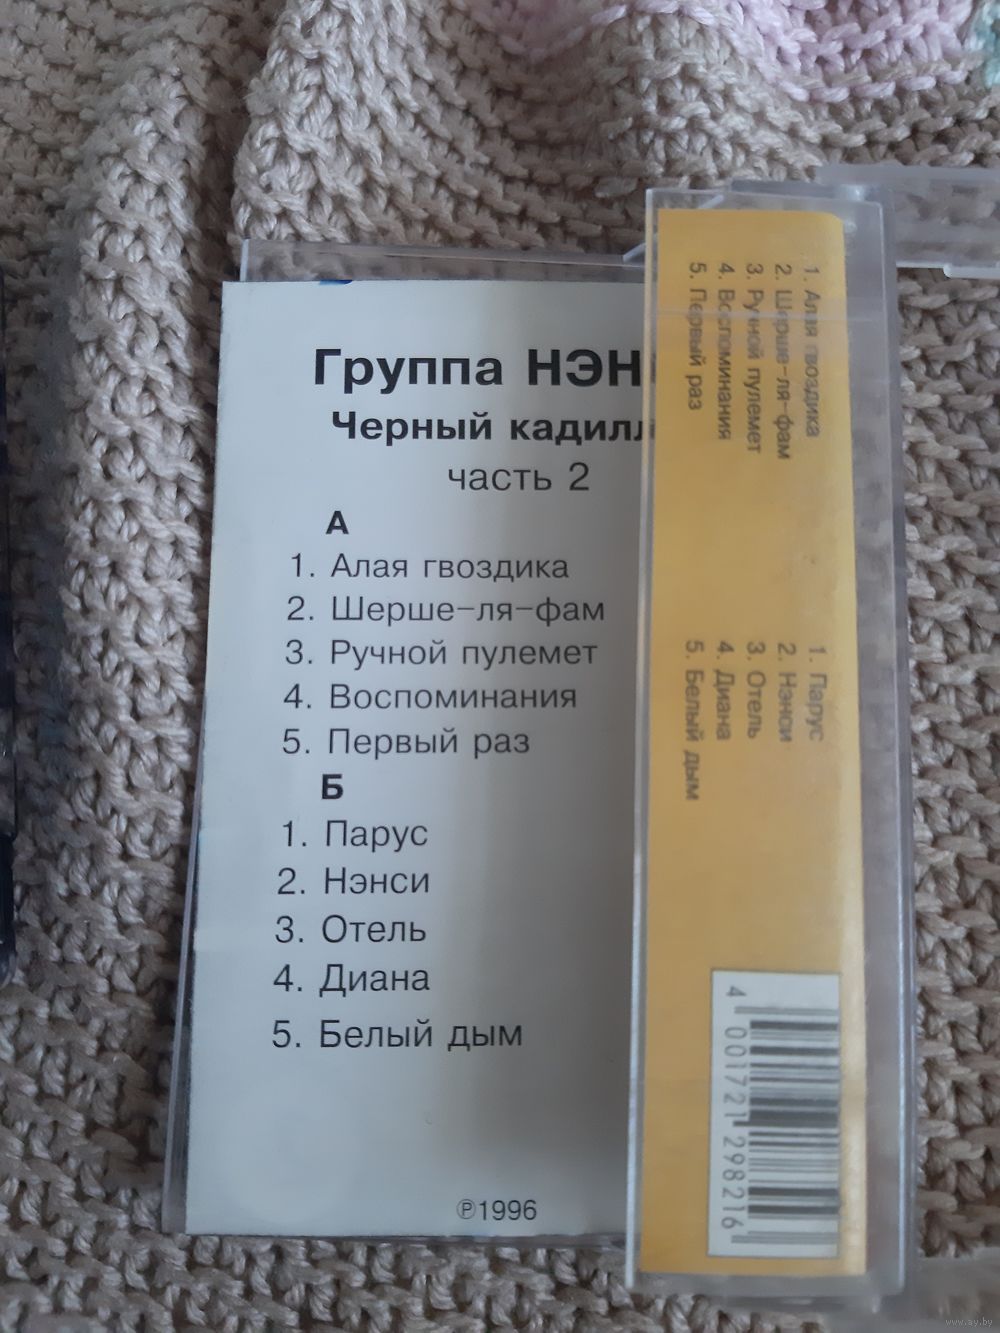 Группа НЭН
Черный кадилл
часть 2
А
1. Алая гвоздика
2. Шерше-ля-фам
3. Ручной пулемет
4. Воспоминания
5. Первый раз
Б
1. Парус
2. Нэнси
3. Отель
4. Диана
5. Белый дым
℗1996
1. Алая гвоздика
2. Шерше-ля-фам
3. Ручной пулемет
4. Воспоминания
5. Первый раз
1. Парус
2. Нэнси
3. Отель
4. Диана
5. Белый дым
4 001721 298216
www.ay.by